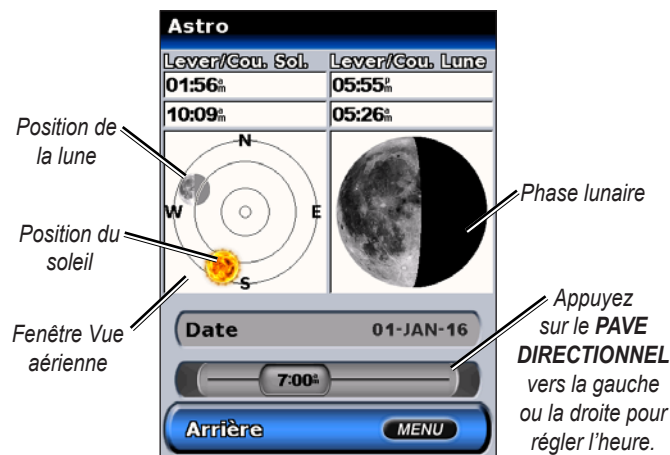 Astro
Lever/Cou. Sol. Lever/Cou. Lune
01:56am 05:55pm
10:09am 05:26am
Position de
la lune
N
W
E
S
Position du
soleil
Fenêtre Vue
aérienne
Phase lunaire
Date 01-JAN-16
7:00am
Arrière MENU
Appuyez
sur le PAVE
DIRECTIONNEL
vers la gauche
ou la droite pour
régler l’heure.